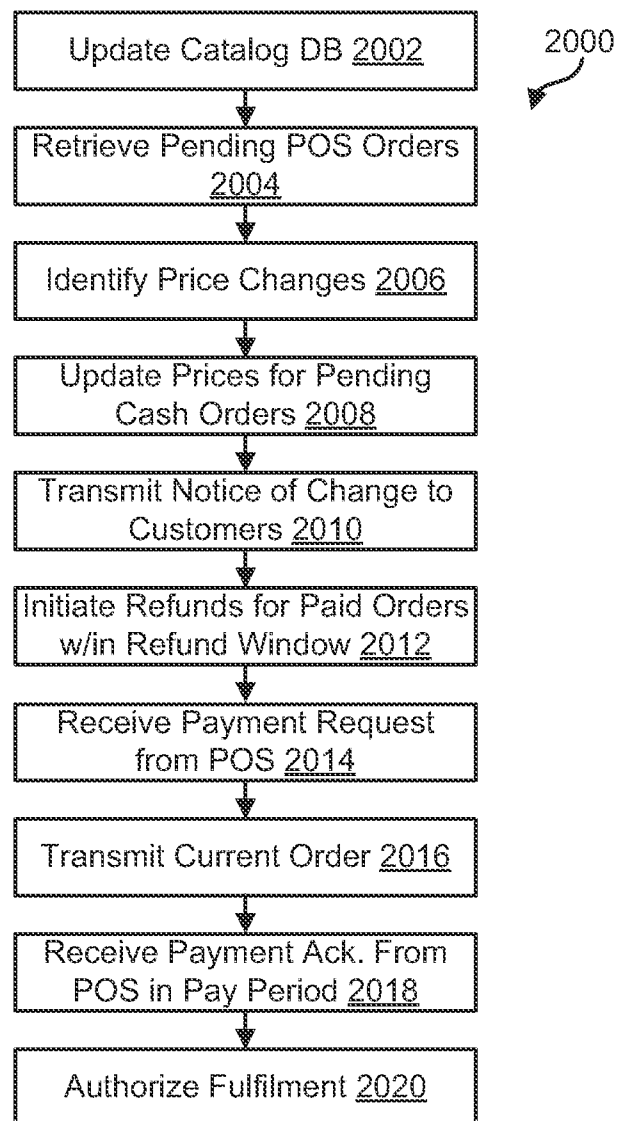 Update Catalog DB 2002
2000
Retrieve Pending POS Orders
2004
Identify Price Changes 2006
Update Prices for Pending
Cash Orders 2008
Transmit Notice of Change to
Customers 2010
Initiate Refunds for Paid Orders
w/in Refund Window 2012
Receive Payment Request
from POS 2014
Transmit Current Order 2016
Receive Payment Ack. From
POS in Pay Period 2018
Authorize Fulfilment 2020